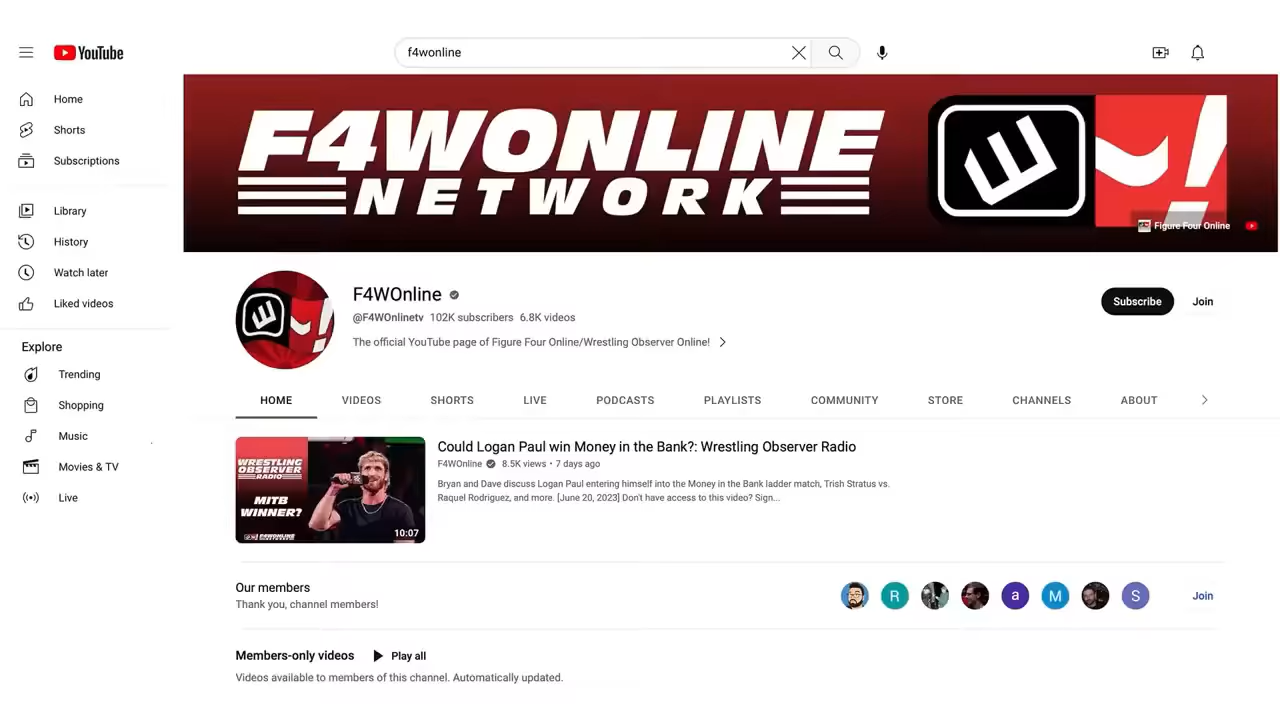 YouTube
f4wonline
Home
Shorts
Subscriptions
Library
History
Watch later
Liked videos
Explore
Trending
Shopping
Music
Movies & TV
Live
F4WONLINE
NETWORK
Figure Four Online
F4WOnline
@F4WOnlinetv 102K subscribers 6.8K videos
The official YouTube page of Figure Four Online/Wrestling Observer Online!
Subscribe
Join
HOME VIDEOS SHORTS LIVE PODCASTS PLAYLISTS COMMUNITY STORE CHANNELS ABOUT
WRESTLING
OBSERVER
RADIO
MITB
WINNER?
F4WONLINE
10:07
Could Logan Paul win Money in the Bank?: Wrestling Observer Radio
F4WOnline 8.5K views • 7 days ago
Bryan and Dave discuss Logan Paul entering himself into the Money in the Bank ladder match, Trish Stratus vs.
Raquel Rodriguez, and more. [June 20, 2023] Don't have access to this video? Sign...
Our members
Thank you, channel members!
R
a
M
S
Join
Members-only videos Play all
Videos available to members of this channel. Automatically updated.